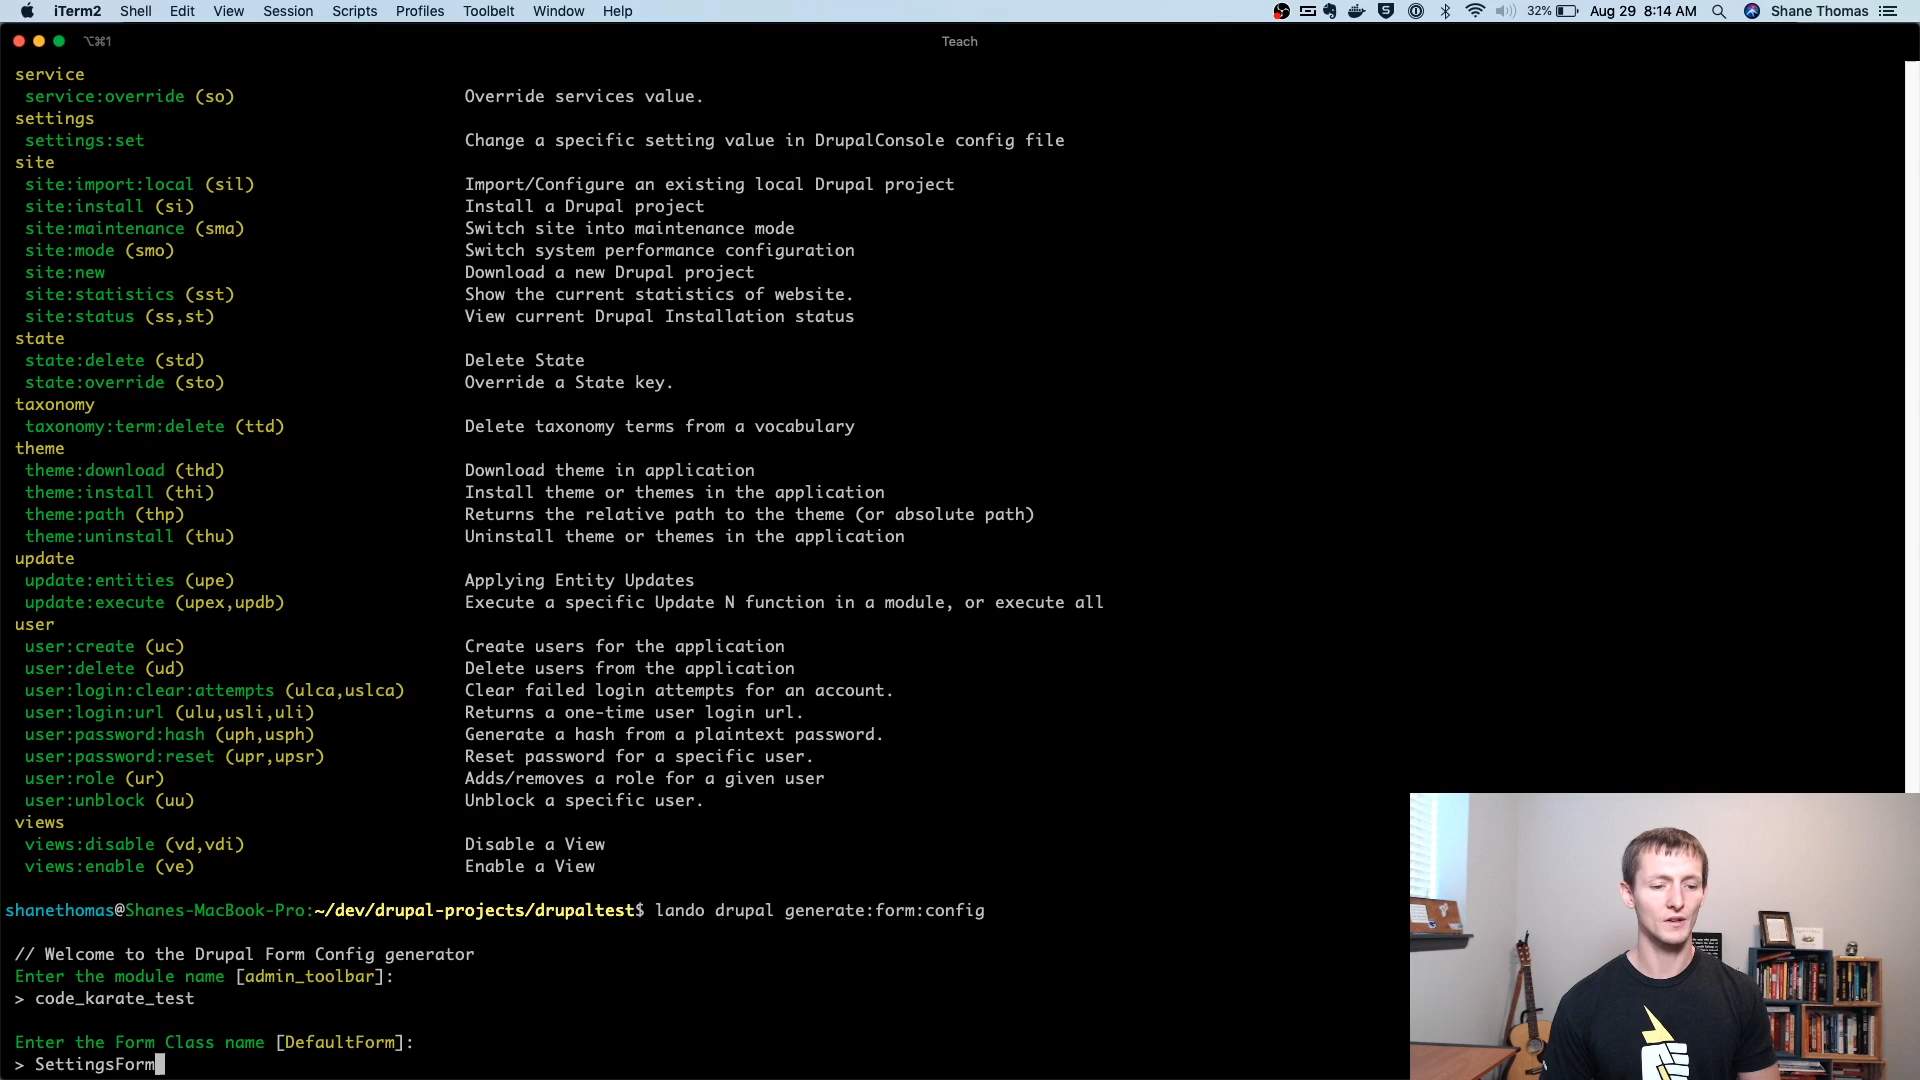 iTerm2 Shell Edit View Session Scripts Profiles Toolbelt Window Help 32% Aug 29 8:14 AM Shane Thomas
⌥⌘1 Teach
service
service:override (so) Override services value.
settings
settings:set Change a specific setting value in DrupalConsole config file
site
site:import:local (sil) Import/Configure an existing local Drupal project
site:install (si) Install a Drupal project
site:maintenance (sma) Switch site into maintenance mode
site:mode (smo) Switch system performance configuration
site:new Download a new Drupal project
site:statistics (sst) Show the current statistics of website.
site:status (ss,st) View current Drupal Installation status
state
state:delete (std) Delete State
state:override (sto) Override a State key.
taxonomy
taxonomy:term:delete (ttd) Delete taxonomy terms from a vocabulary
theme
theme:download (thd) Download theme in application
theme:install (thi) Install theme or themes in the application
theme:path (thp) Returns the relative path to the theme (or absolute path)
theme:uninstall (thu) Uninstall theme or themes in the application
update
update:entities (upe) Applying Entity Updates
update:execute (upex,updb) Execute a specific Update N function in a module, or execute all
user
user:create (uc) Create users for the application
user:delete (ud) Delete users from the application
user:login:clear:attempts (ulca,uslca) Clear failed login attempts for an account.
user:login:url (ulu,usli,uli) Returns a one-time user login url.
user:password:hash (uph,usph) Generate a hash from a plaintext password.
user:password:reset (upr,upsr) Reset password for a specific user.
user:role (ur) Adds/removes a role for a given user
user:unblock (uu) Unblock a specific user.
views
views:disable (vd,vdi) Disable a View
views:enable (ve) Enable a View
shanethomas@Shanes-MacBook-Pro:~/dev/drupal-projects/drupaltest$ lando drupal generate:form:config
// Welcome to the Drupal Form Config generator
Enter the module name [admin_toolbar]:
> code_karate_test
Enter the Form Class name [DefaultForm]:
> SettingsForm